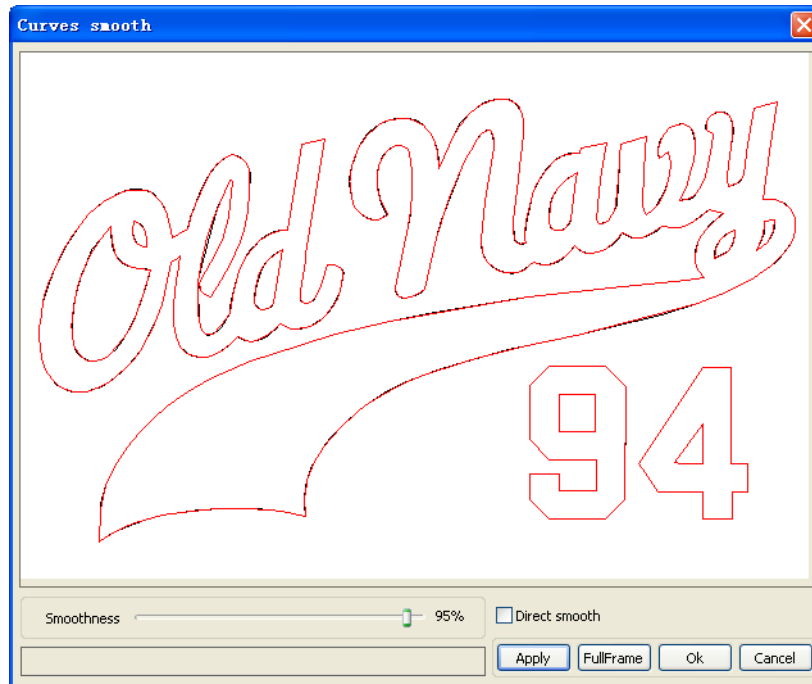 Curves smooth
Old Navy
94
Smoothness 95% Direct smooth
Apply FullFrame Ok Cancel